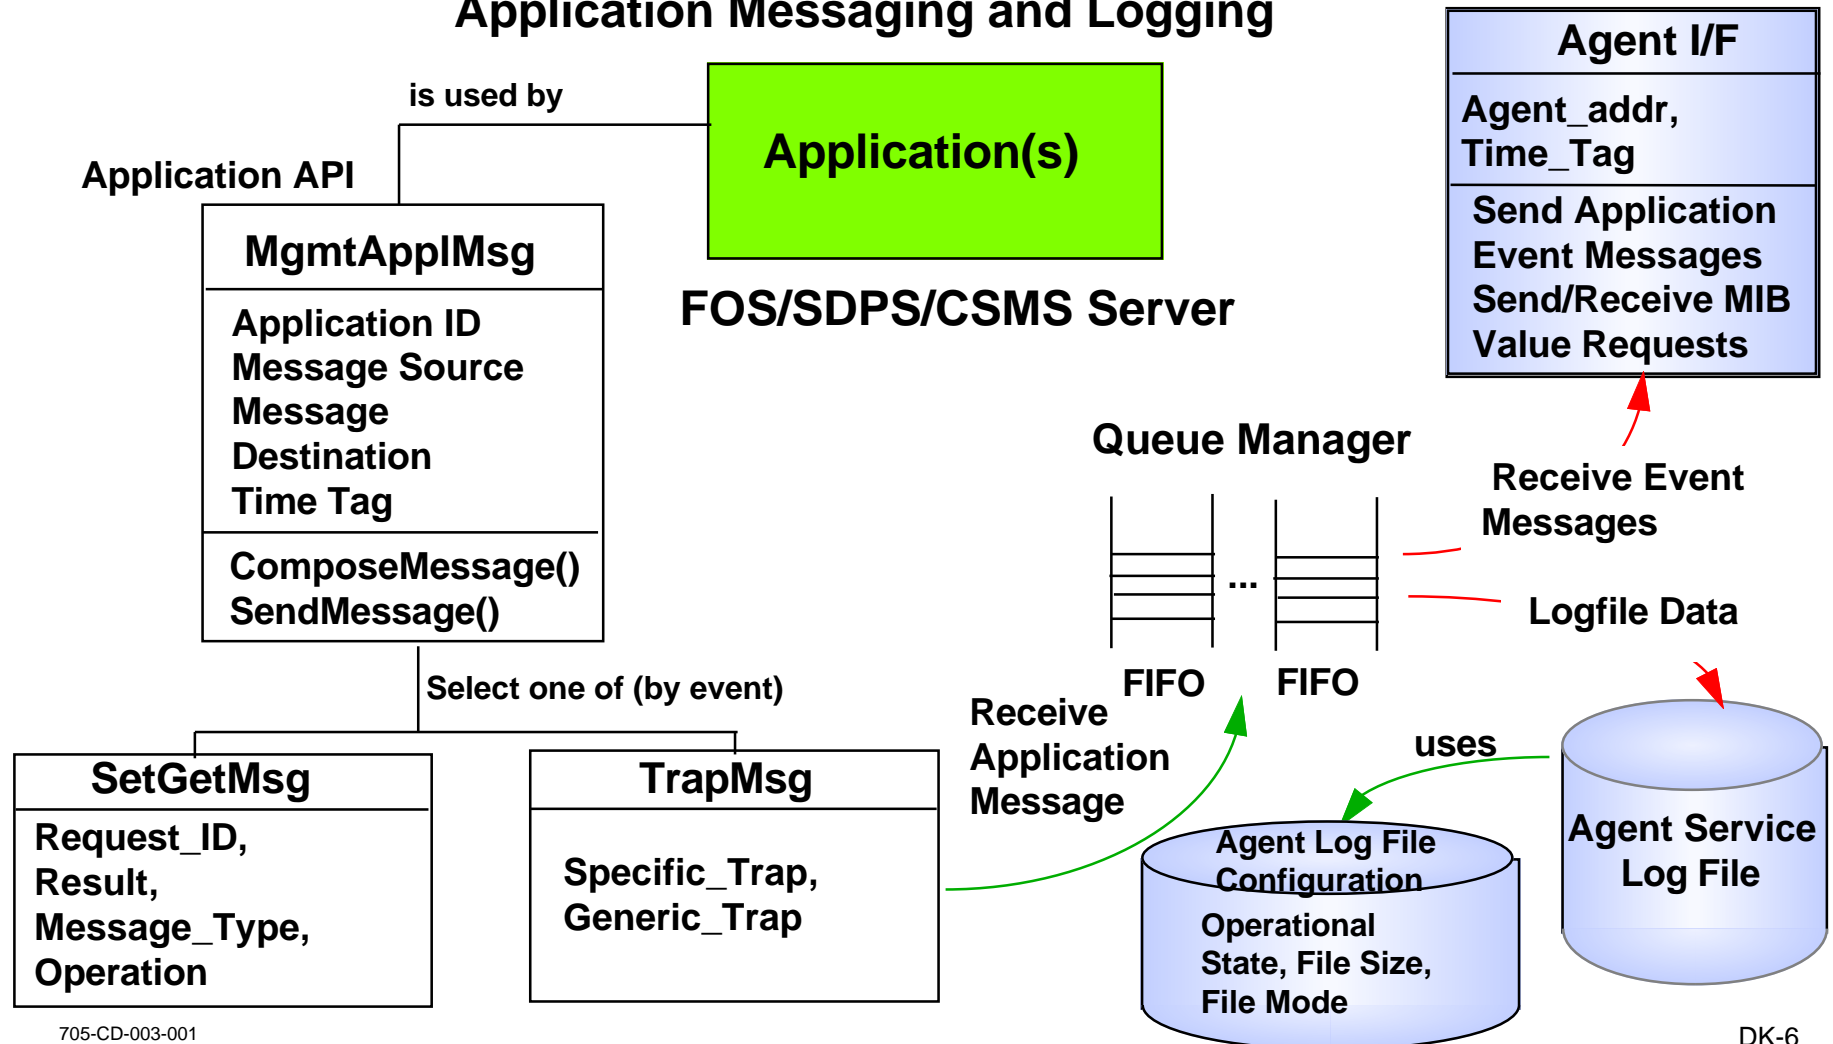 Application Messaging and Logging
is used by
Application(s)
Application API
MgmtApplMsg
Application ID
Message Source
Message
Destination
Time Tag
ComposeMessage()
SendMessage()
FOS/SDPS/CSMS Server
Agent I/F
Agent_addr,
Time_Tag
Send Application
Event Messages
Send/Receive MIB
Value Requests
Queue Manager
...
FIFO
FIFO
Receive Event
Messages
Logfile Data
Select one of (by event)
SetGetMsg
Request_ID,
Result,
Message_Type,
Operation
TrapMsg
Specific_Trap,
Generic_Trap
Receive
Application
Message
uses
Agent Log File
Configuration
Operational
State, File Size,
File Mode
Agent Service
Log File
705-CD-003-001
DK-6